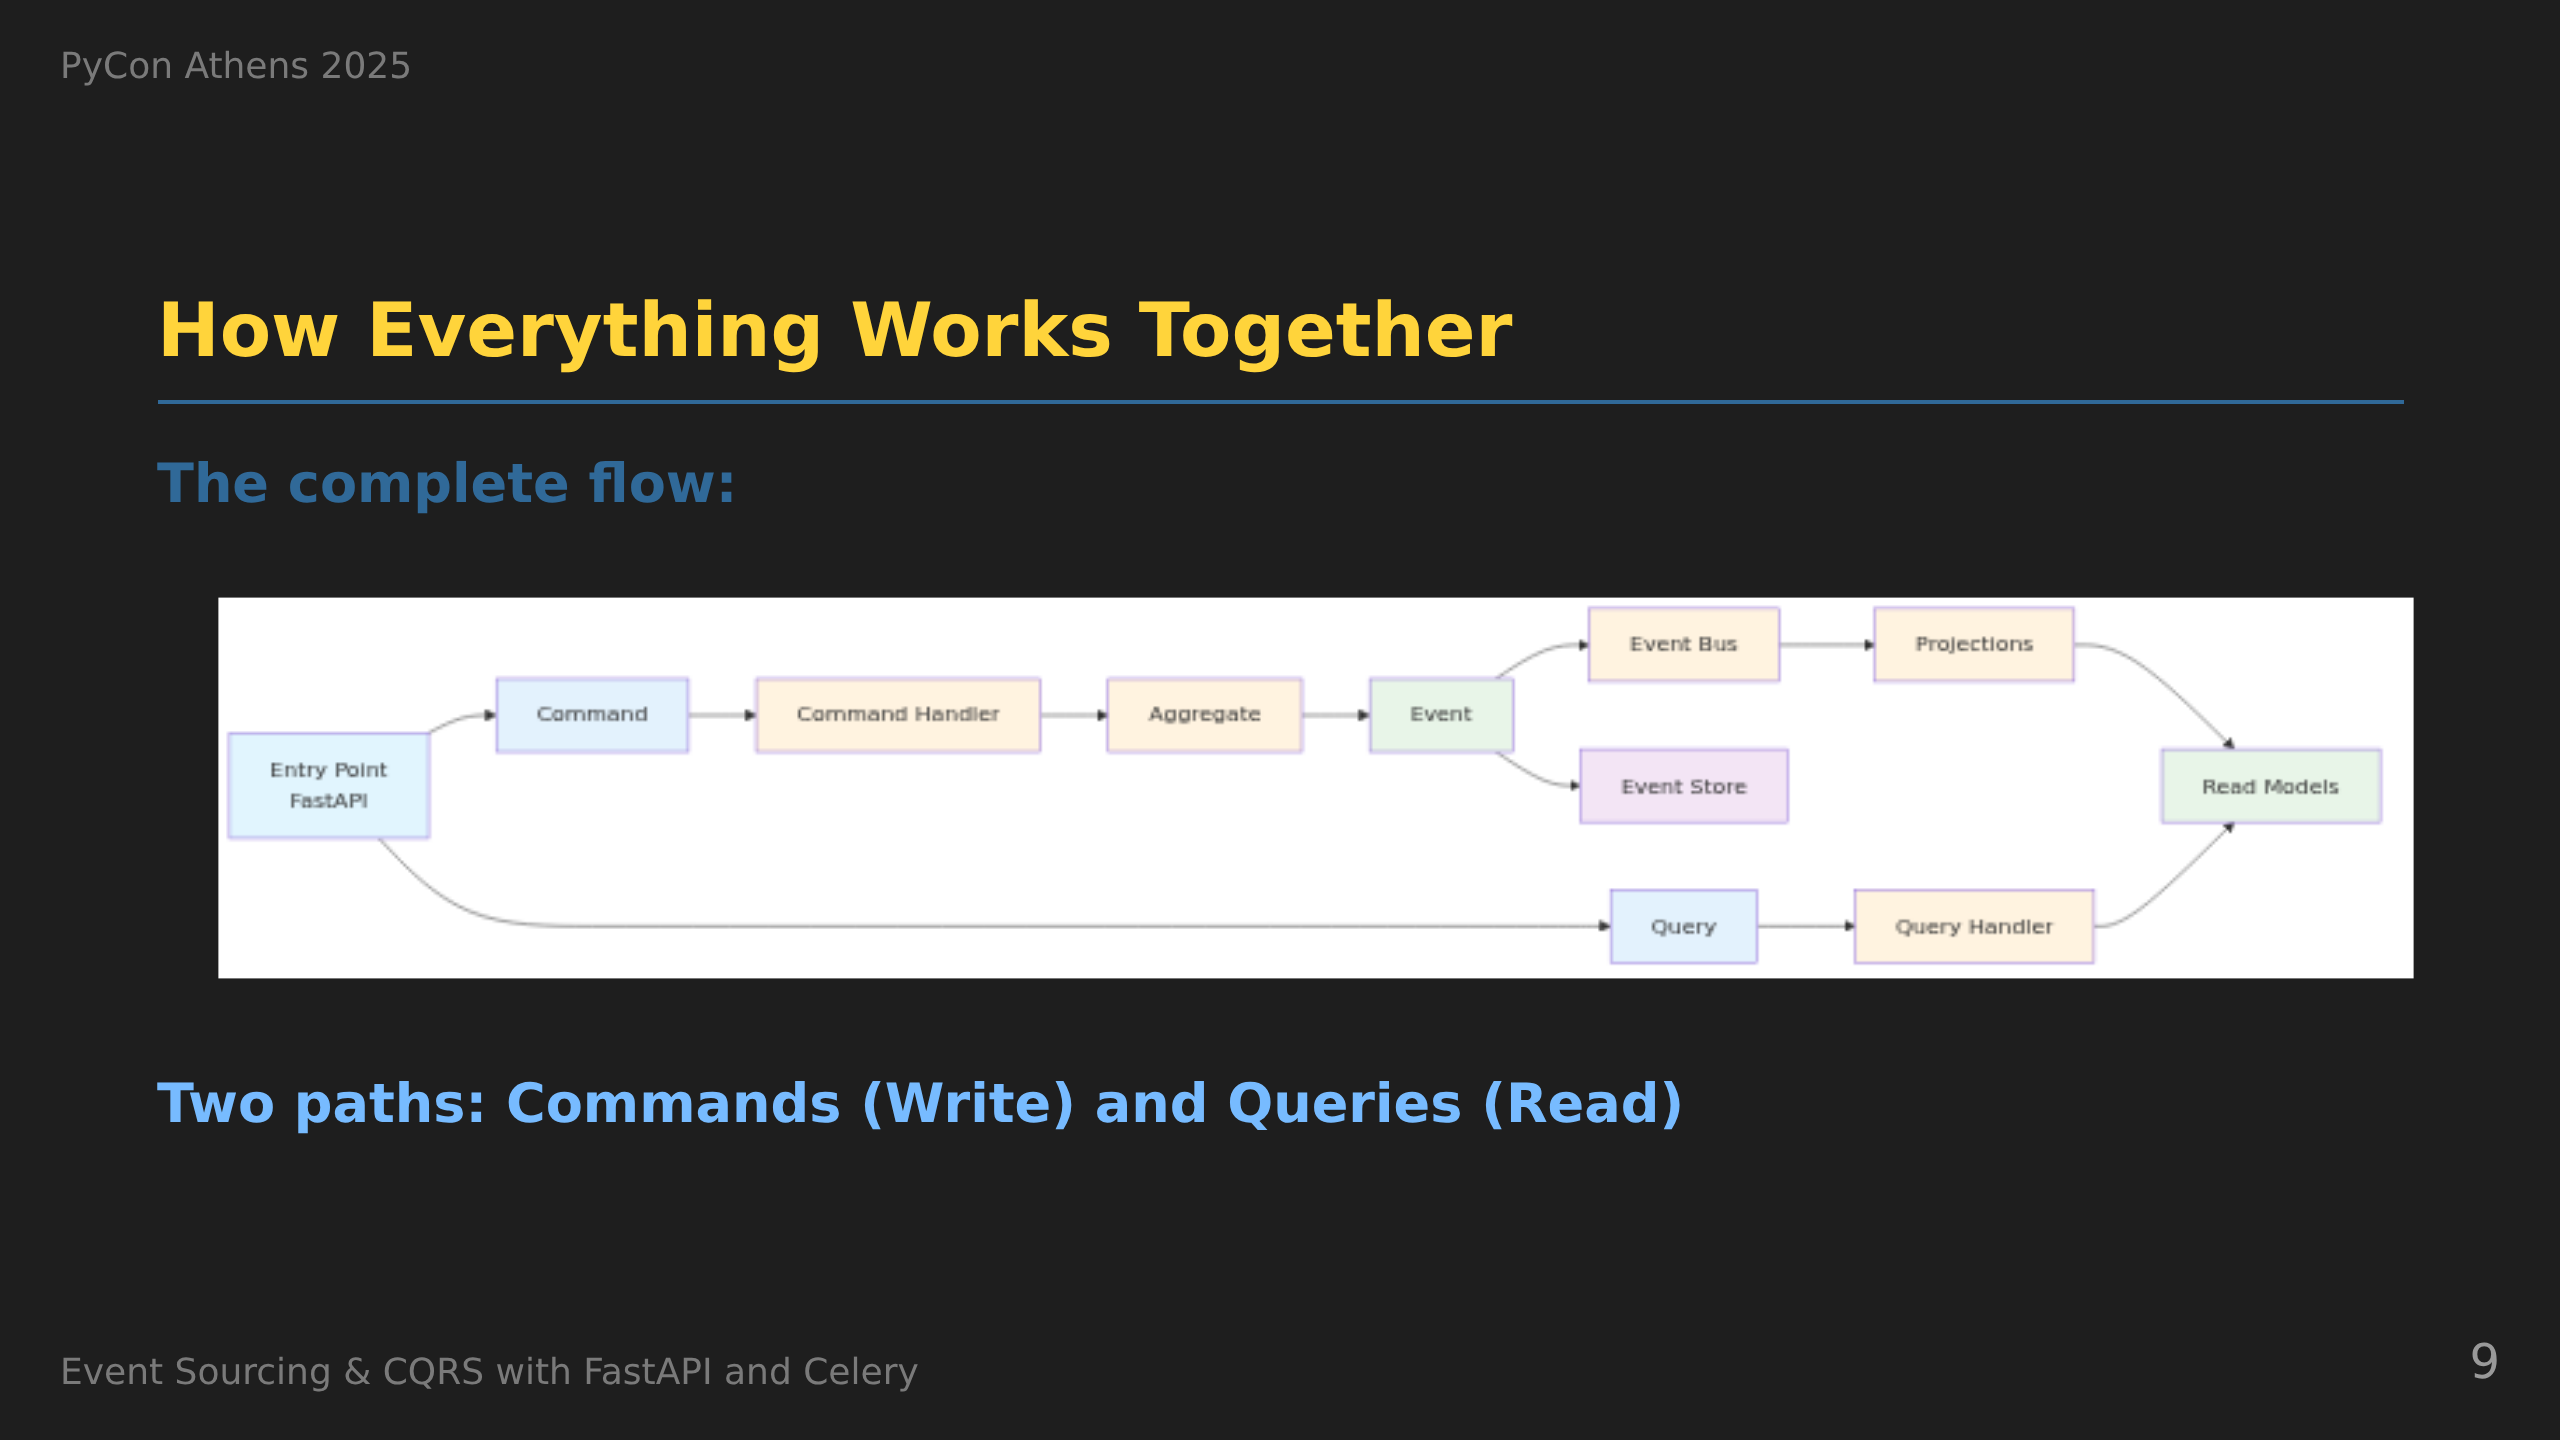 PyCon Athens 2025
How Everything Works Together
The complete flow:
Entry Point
FastAPI
Command
Command Handler
Aggregate
Event
Event Bus
Projections
Event Store
Read Models
Query
Query Handler
Two paths: Commands (Write) and Queries (Read)
Event Sourcing & CQRS with FastAPI and Celery
9